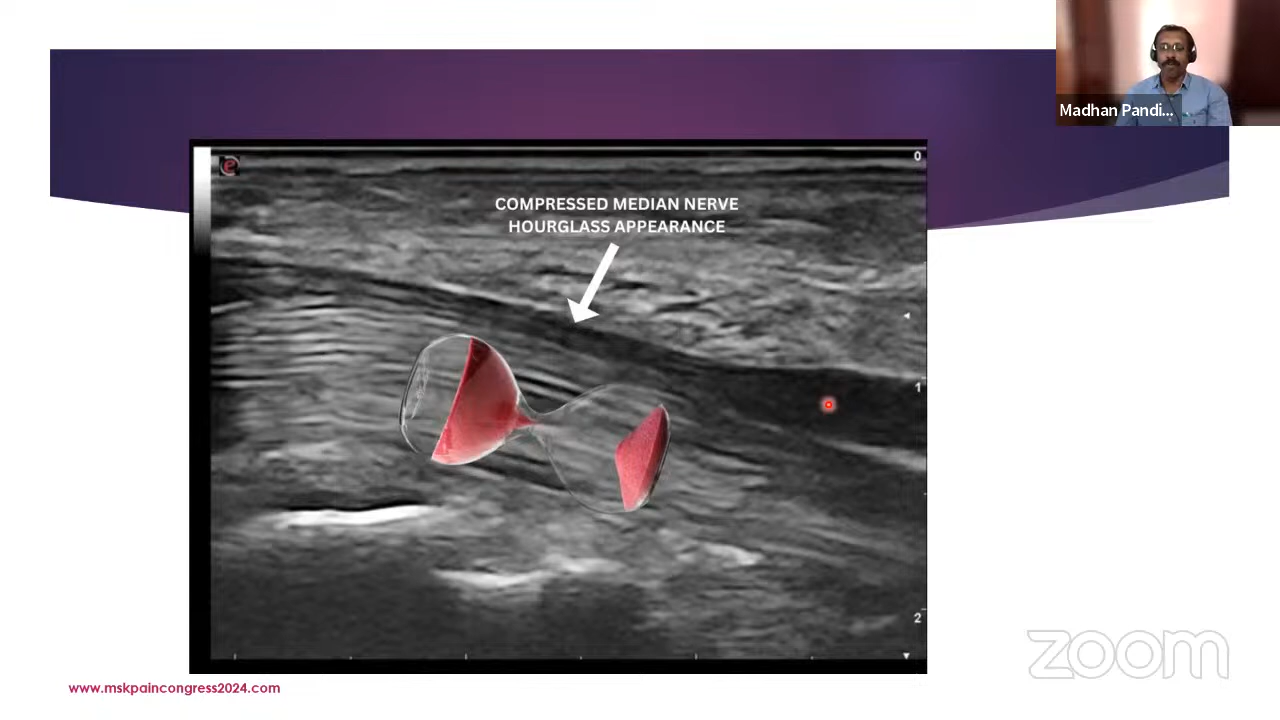 Madhan Pandi...
e
0
COMPRESSED MEDIAN NERVE
HOURGLASS APPEARANCE
1
2
zoom
www.mskpaincongress2024.com